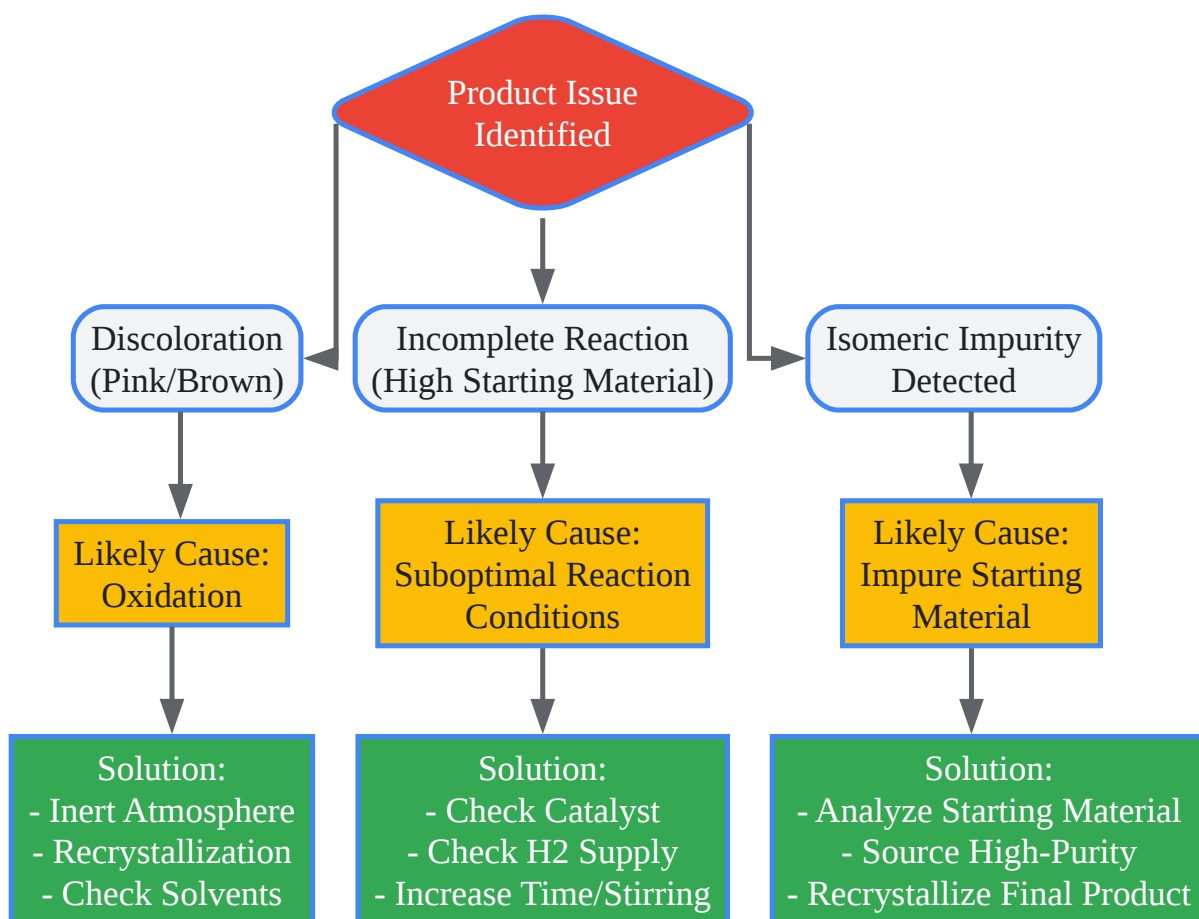 Product Issue
Identified
Discoloration
(Pink/Brown)
Incomplete Reaction
(High Starting Material)
Isomeric Impurity
Detected
Likely Cause:
Oxidation
Likely Cause:
Suboptimal Reaction
Conditions
Likely Cause:
Impure Starting
Material
Solution:
- Inert Atmosphere
- Recrystallization
- Check Solvents
Solution:
- Check Catalyst
- Check H2 Supply
- Increase Time/Stirring
Solution:
- Analyze Starting Material
- Source High-Purity
- Recrystallize Final Product